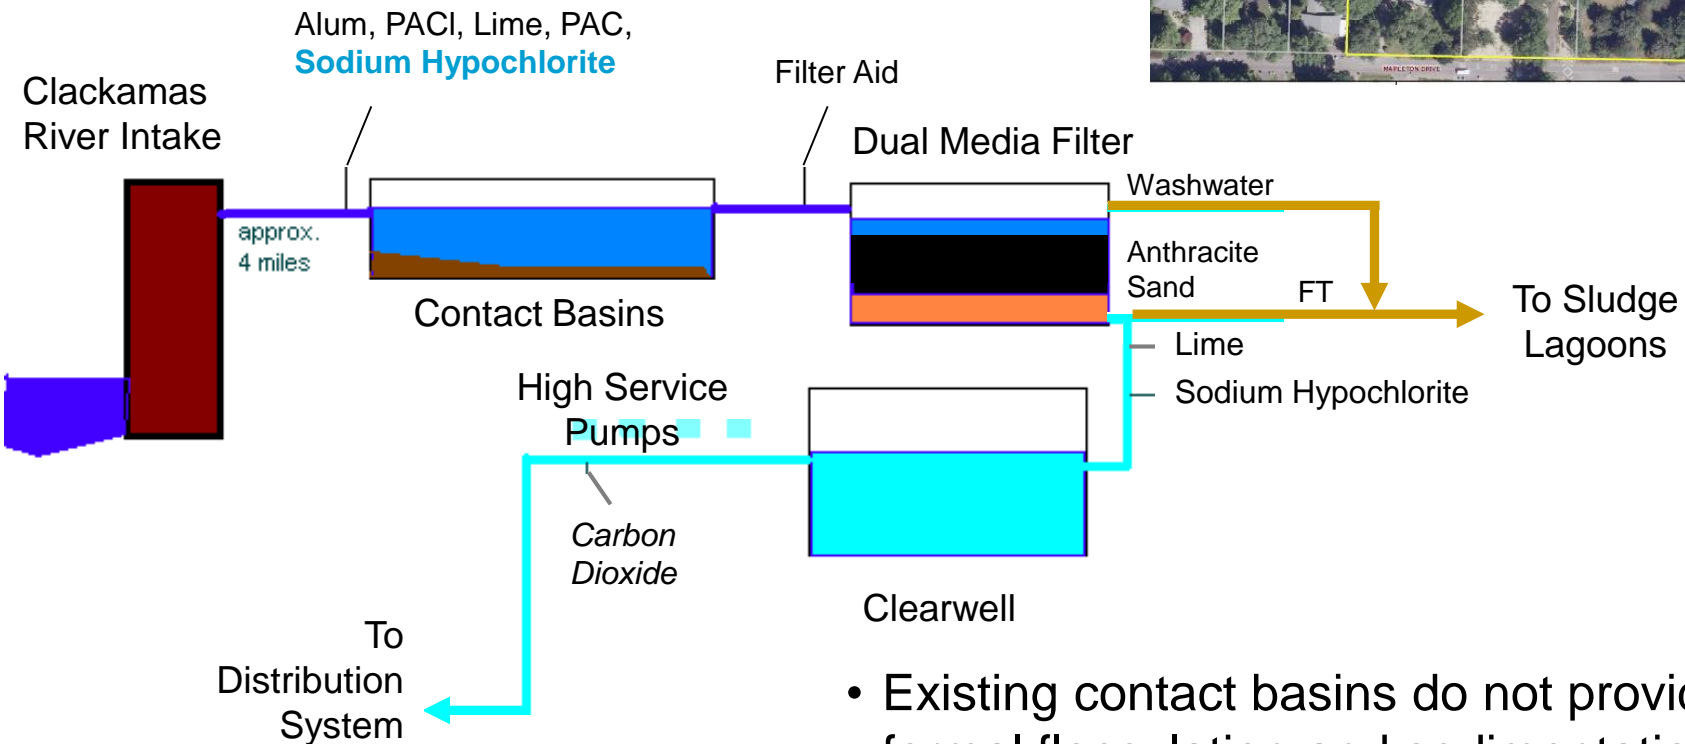 Alum, PACl, Lime, PAC,
Sodium Hypochlorite
MAPLETON DRIVE
Clackamas
River Intake
Filter Aid
Dual Media Filter
Washwater
approx.
4 miles
Anthracite
Sand
FT
To Sludge
Lagoons
Contact Basins
Lime
Sodium Hypochlorite
High Service
Pumps
Carbon
Dioxide
Clearwell
To
Distribution
System
• Existing contact basins do not